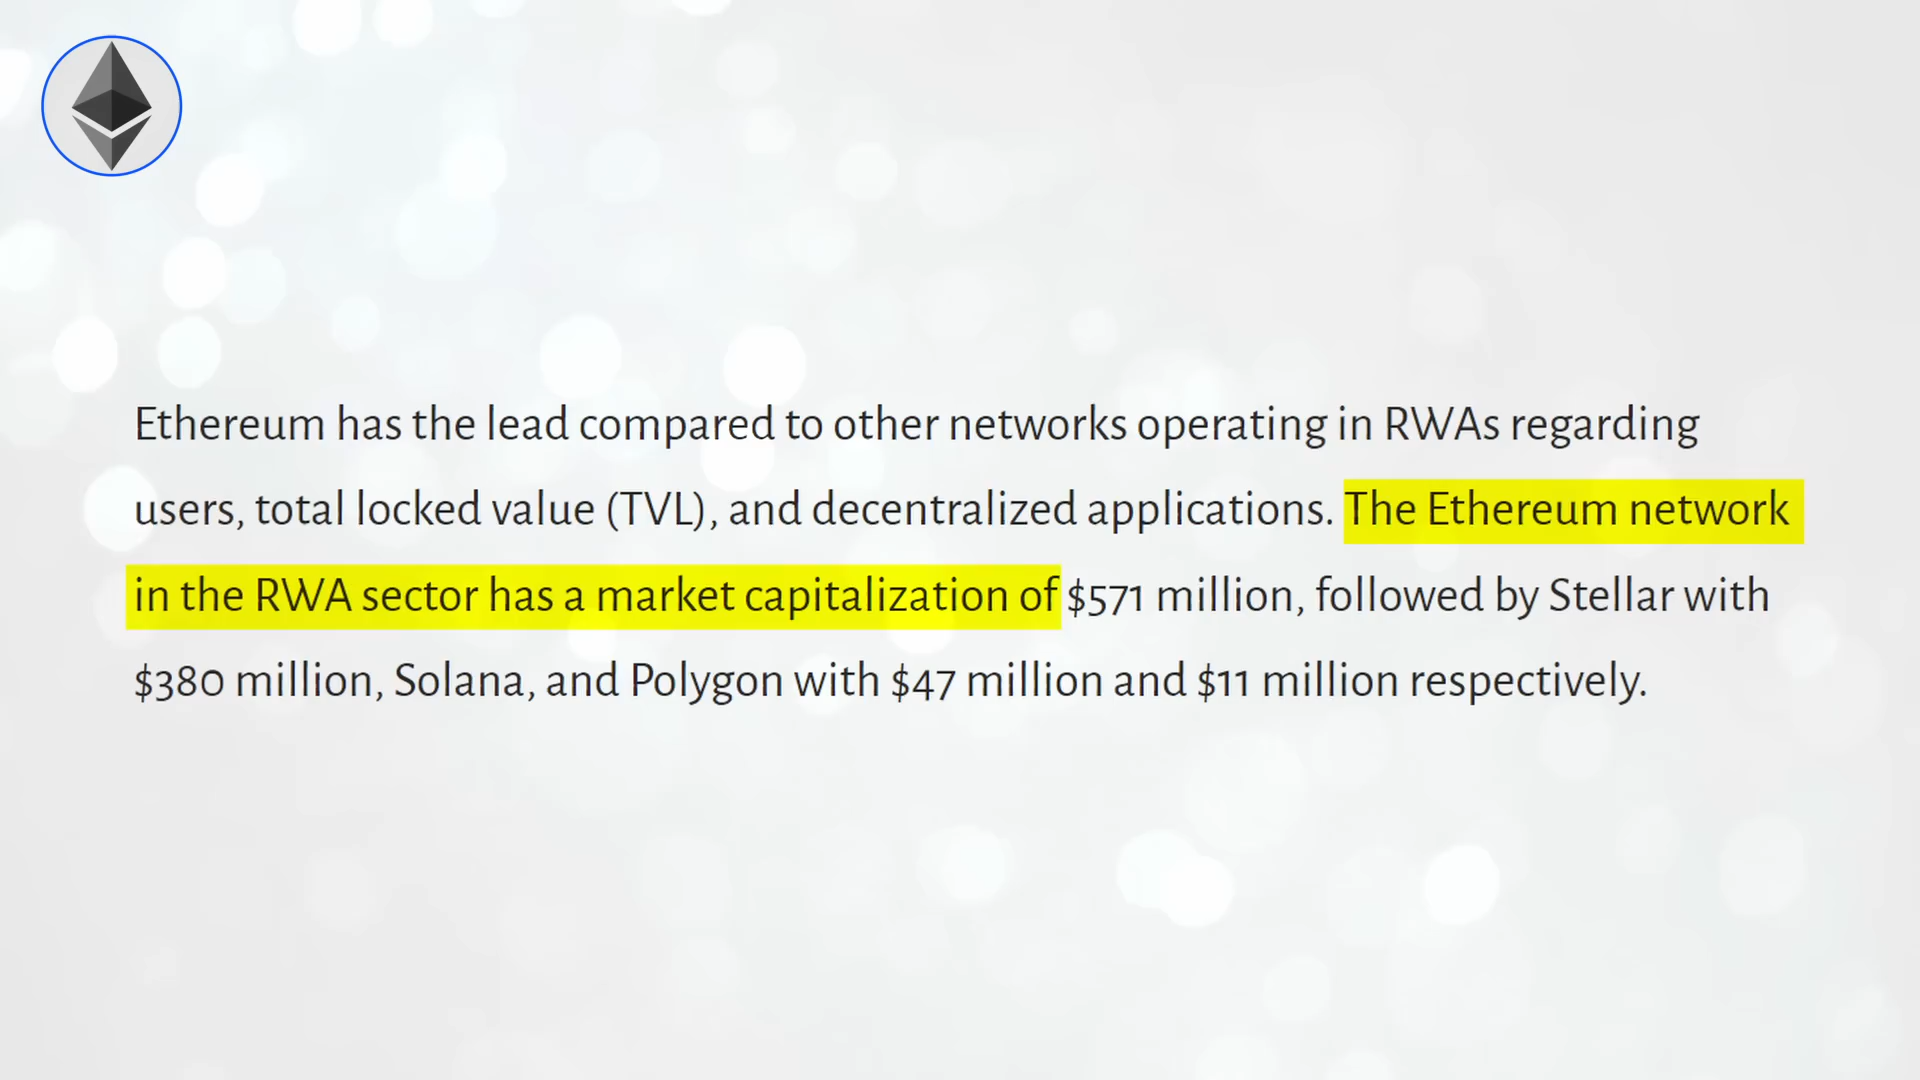 Ethereum has the lead compared to other networks operating in RWAs regarding
users, total locked value (TVL), and decentralized applications. The Ethereum network
in the RWA sector has a market capitalization of $571 million, followed by Stellar with
$380 million, Solana, and Polygon with $47 million and $11 million respectively.